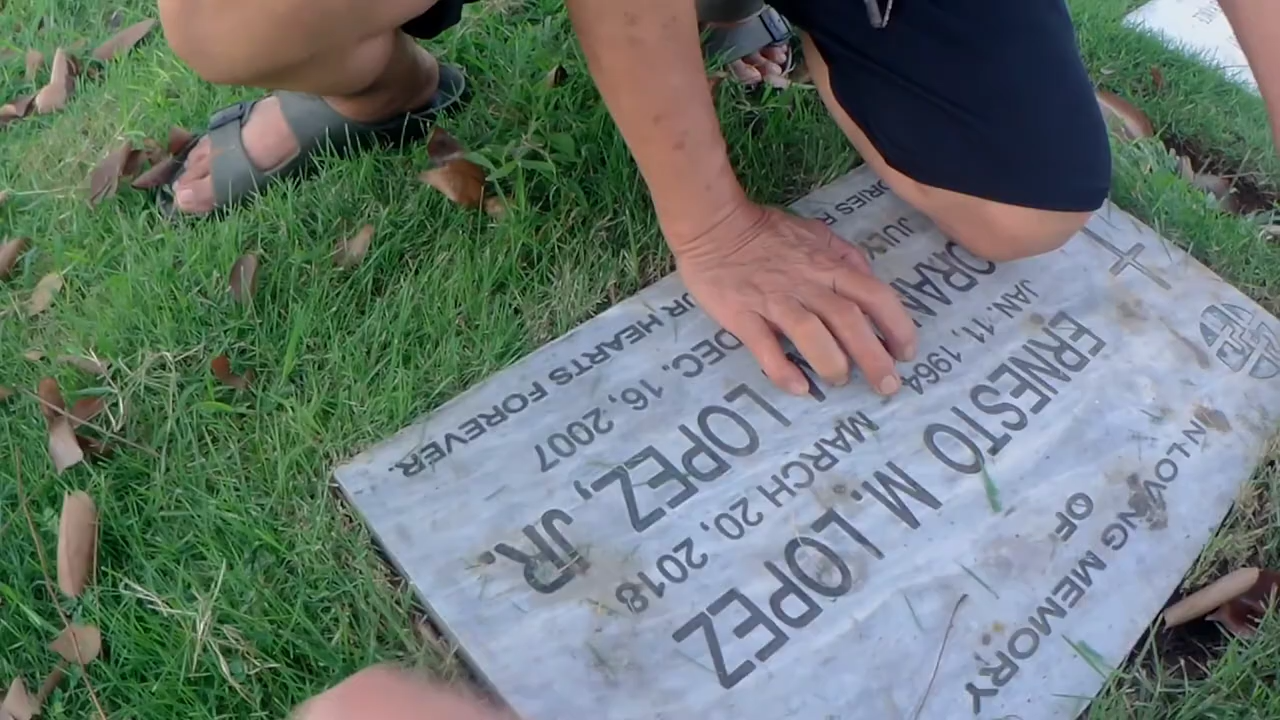 IN LOVING MEMORY
OF
ERNESTO M. LOPEZ
JAN. 11, 1964 MARCH 20, 2018
LOPEZ, JR.
JULY DEC. 16, 2007
HEARTS FOREVER.